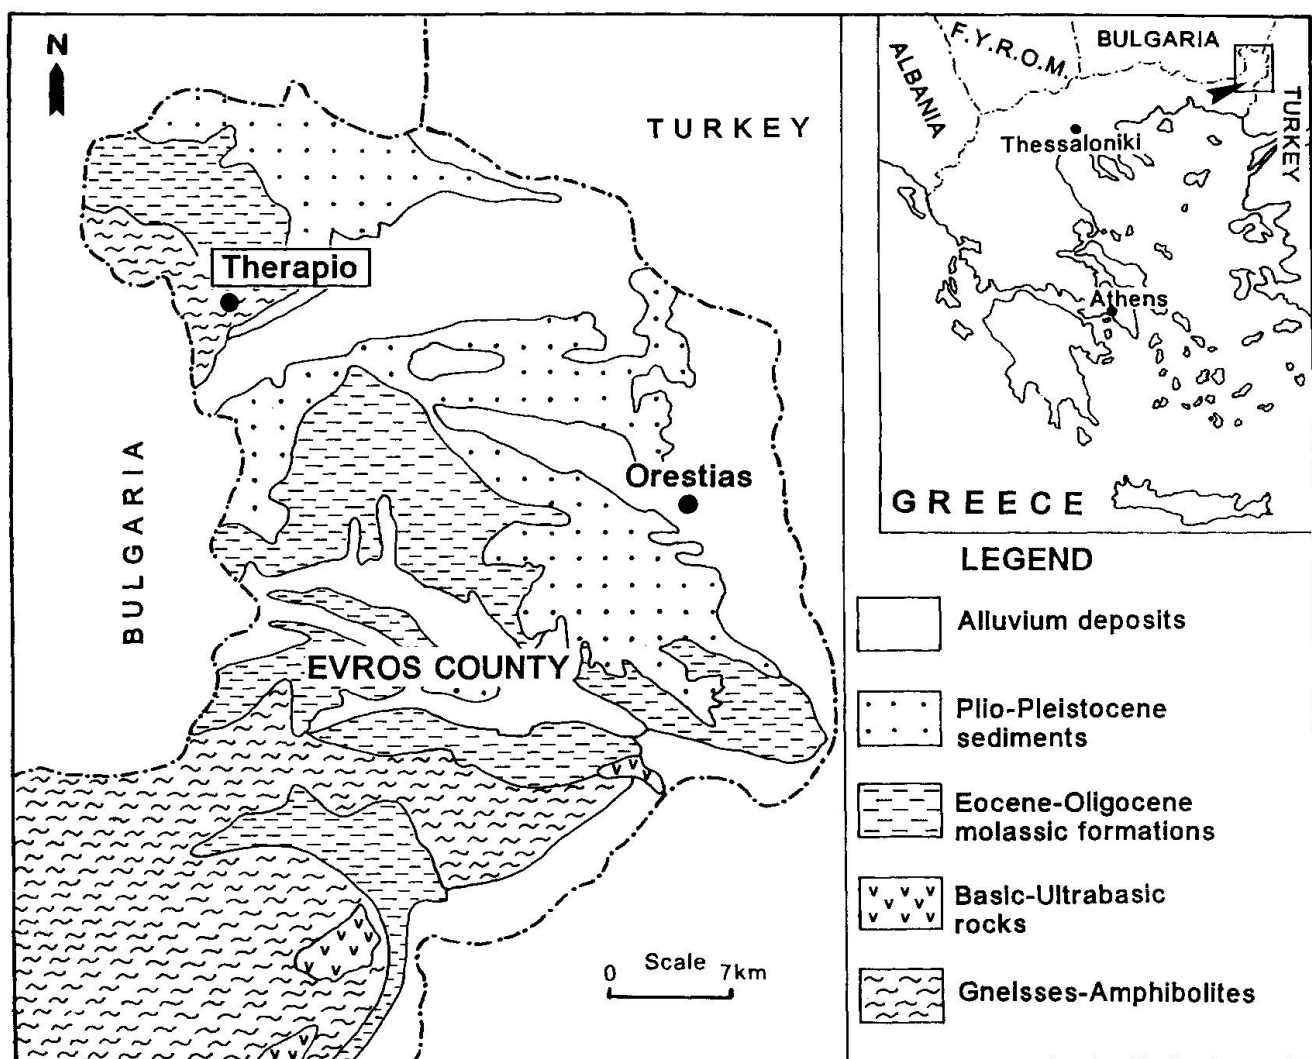 N
TURKEY
Therapio
BULGARIA
Orestias
EVROS COUNTY
0 Scale 7km
ALBANIA
F.Y.R.O.M.
BULGARIA
TURKEY
Thessaloniki
Athens
GREECE
LEGEND
Alluvium deposits
Plio-Pleistocene
sediments
Eocene-Oligocene
molassic formations
Basic-Ultrabasic
rocks
Gneisses-Amphibolites